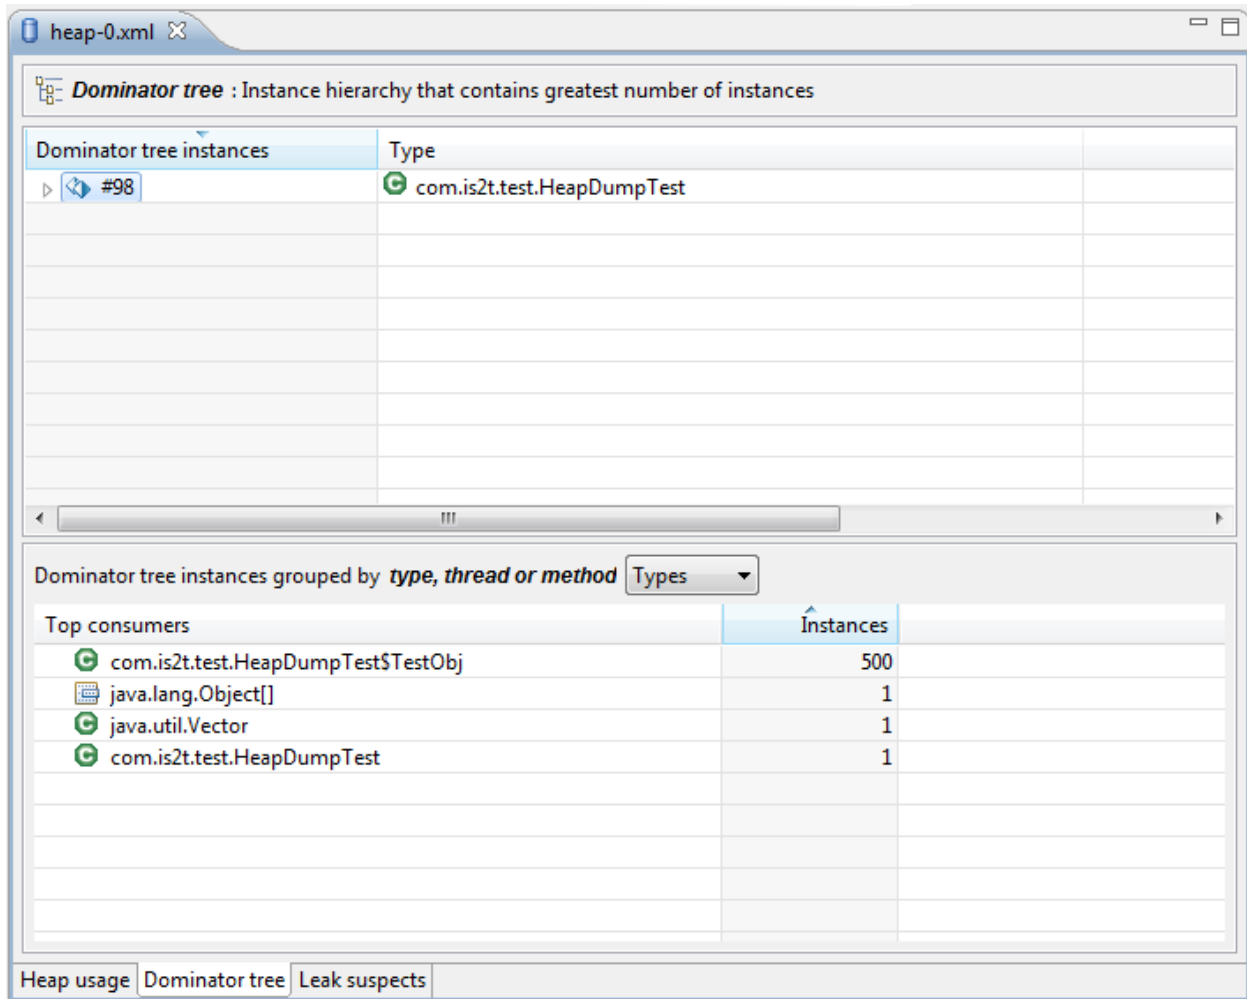 heap-0.xml
Dominator tree : Instance hierarchy that contains greatest number of instances
Dominator tree instances Type
#98 com.is2t.test.HeapDumpTest
Dominator tree instances grouped by type, thread or method Types
Top consumers Instances
com.is2t.test.HeapDumpTest$TestObj 500
java.lang.Object[] 1
java.util.Vector 1
com.is2t.test.HeapDumpTest 1
Heap usage Dominator tree Leak suspects